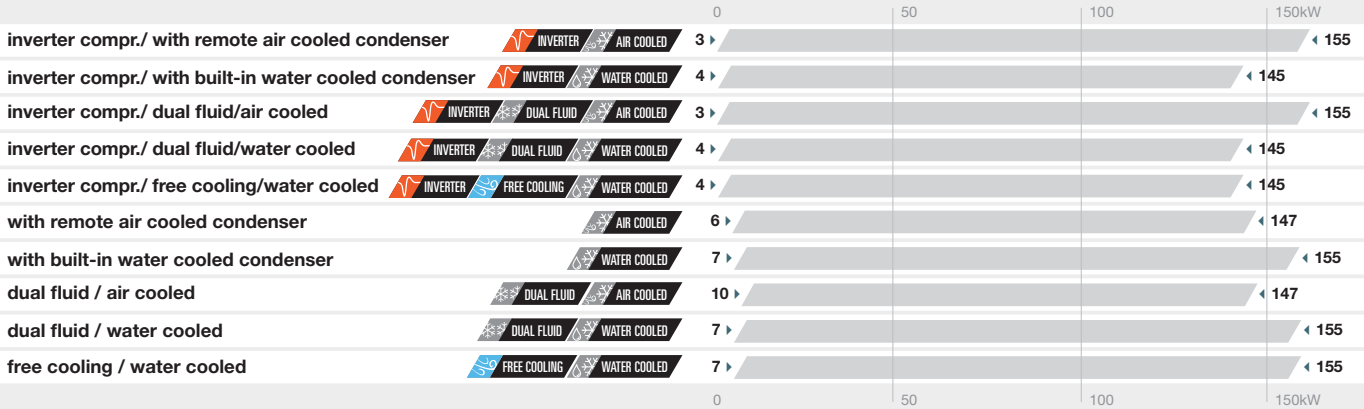 0 50 100 150kW
inverter compr./ with remote air cooled condenser INVERTER AIR COOLED 3 155
inverter compr./ with built-in water cooled condenser INVERTER WATER COOLED 4 145
inverter compr./ dual fluid/air cooled INVERTER DUAL FLUID AIR COOLED 3 155
inverter compr./ dual fluid/water cooled INVERTER DUAL FLUID WATER COOLED 4 145
inverter compr./ free cooling/water cooled INVERTER FREE COOLING WATER COOLED 4 145
with remote air cooled condenser AIR COOLED 6 147
with built-in water cooled condenser WATER COOLED 7 155
dual fluid / air cooled DUAL FLUID AIR COOLED 10 147
dual fluid / water cooled DUAL FLUID WATER COOLED 7 155
free cooling / water cooled FREE COOLING WATER COOLED 7 155
0 50 100 150kW